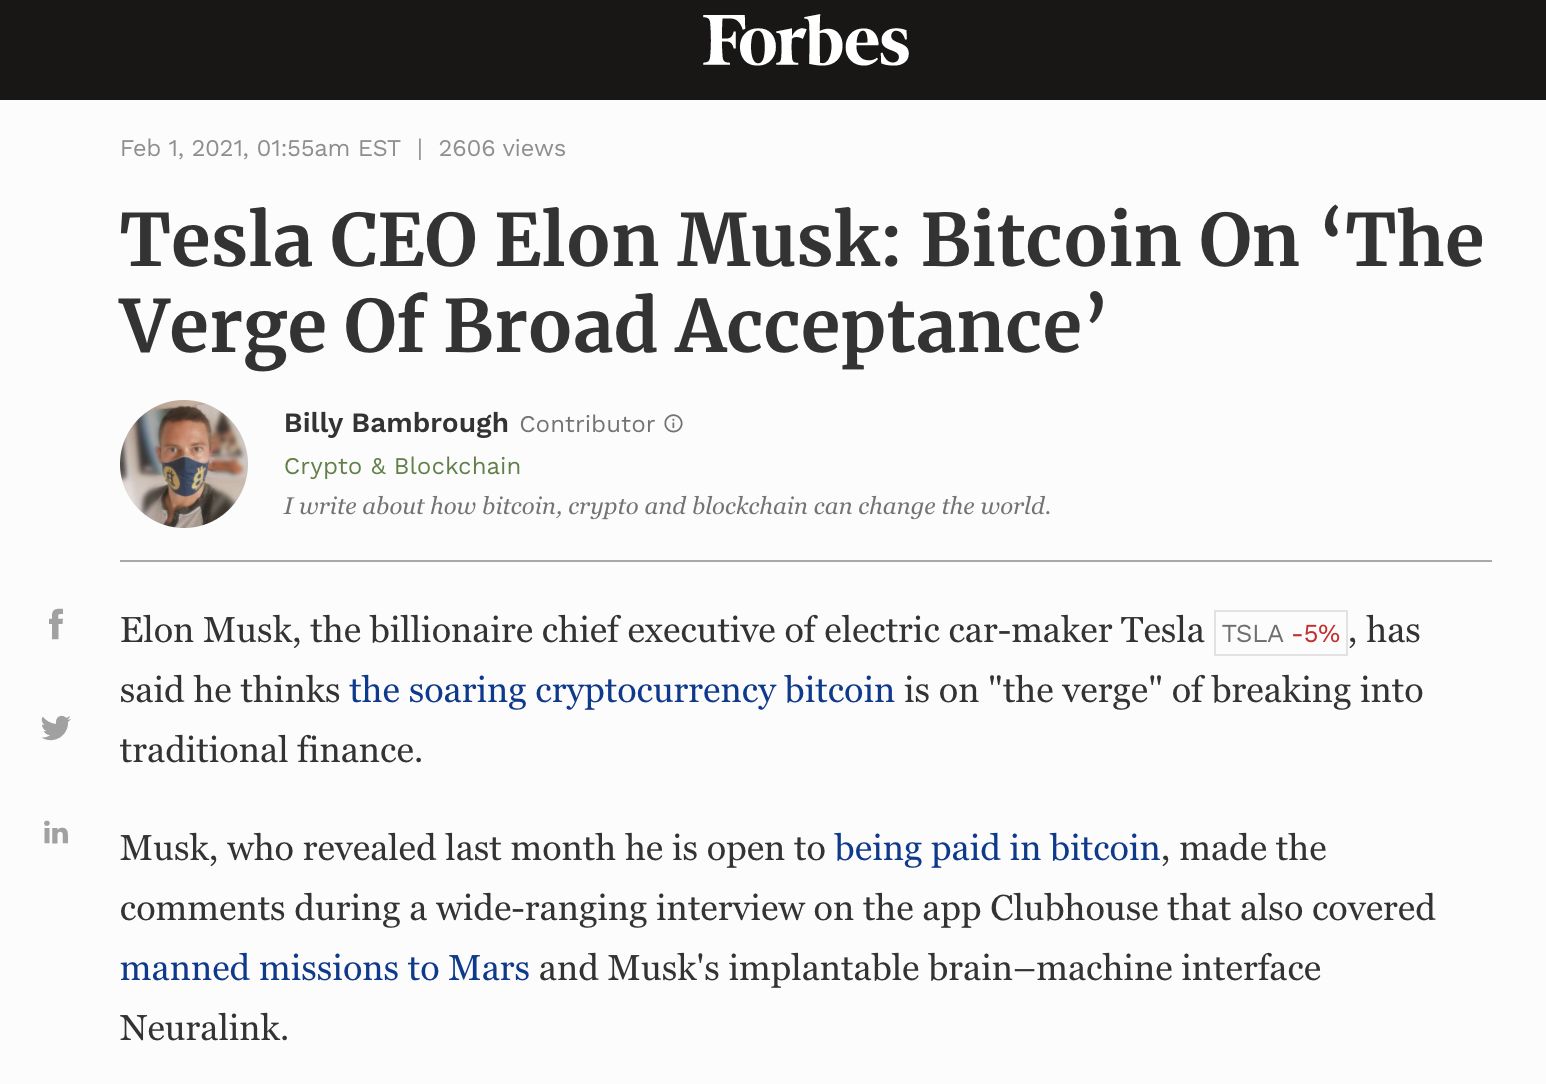 Forbes
Feb 1, 2021, 01:55am EST | 2606 views
Tesla CEO Elon Musk: Bitcoin On ‘The
Verge Of Broad Acceptance’
Billy Bambrough Contributor
Crypto & Blockchain
I write about how bitcoin, crypto and blockchain can change the world.
Elon Musk, the billionaire chief executive of electric car-maker Tesla TSLA -5%, has
said he thinks the soaring cryptocurrency bitcoin is on "the verge" of breaking into
traditional finance.
Musk, who revealed last month he is open to being paid in bitcoin, made the
comments during a wide-ranging interview on the app Clubhouse that also covered
manned missions to Mars and Musk's implantable brain–machine interface
Neuralink.